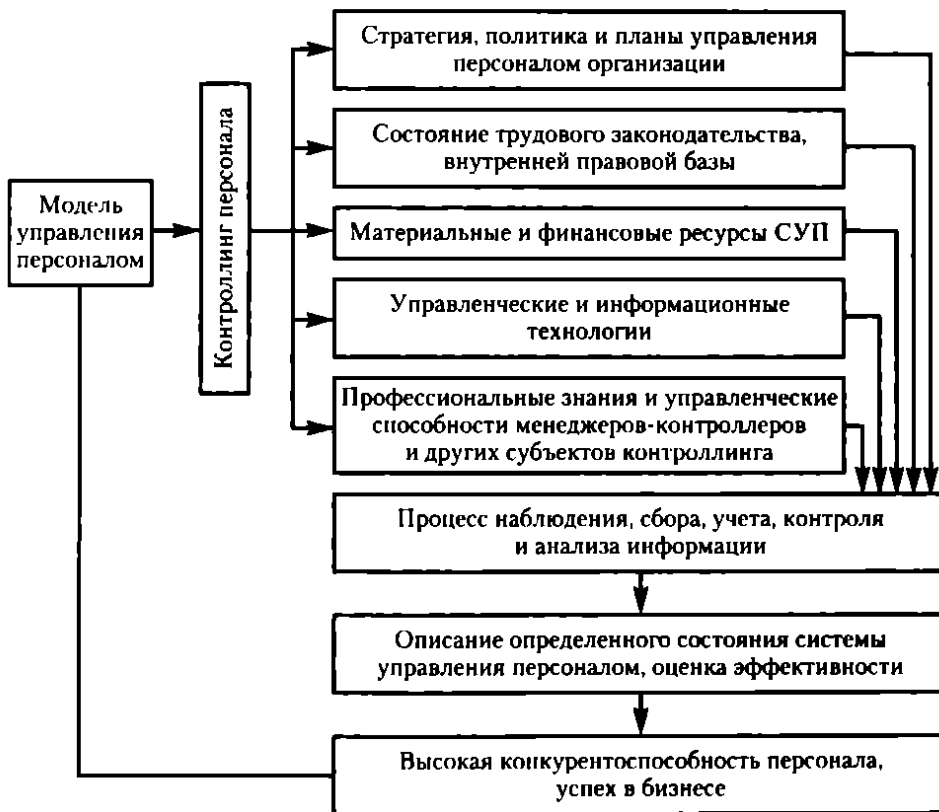 Модель
управления
персоналом
Контроллинг персонала
Стратегия, политика и планы управления
персоналом организации
Состояние трудового законодательства,
внутренней правовой базы
Материальные и финансовые ресурсы СУП
Управленческие и информационные
технологии
Профессиональные знания и управленческие
способности менеджеров-контроллеров
и других субъектов контроллинга
Процесс наблюдения, сбора, учета, контроля
и анализа информации
Описание определенного состояния системы
управления персоналом, оценка эффективности
Высокая конкурентоспособность персонала,
успех в бизнесе